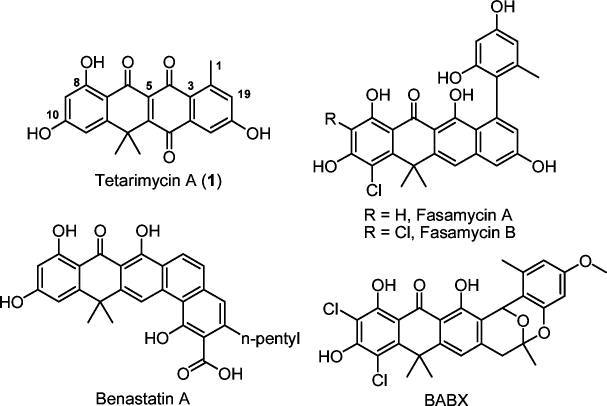 OH
O
O
1
8
5
3
19
10
HO
O
OH
Tetarimycin A (1)
OH
HO
OH
O
OH
R
HO
Cl
OH
R = H, Fasamycin A
R = Cl, Fasamycin B
OH
O
OH
HO
OH
n-pentyl
O
OH
Benastatin A
OH
O
OH
O
Cl
O
HO
O
Cl
BABX